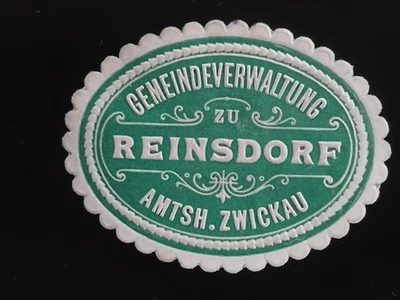 GEMEINDEVERWALTUNG
ZU
REINSDORF
AMTSH. ZWICKAU